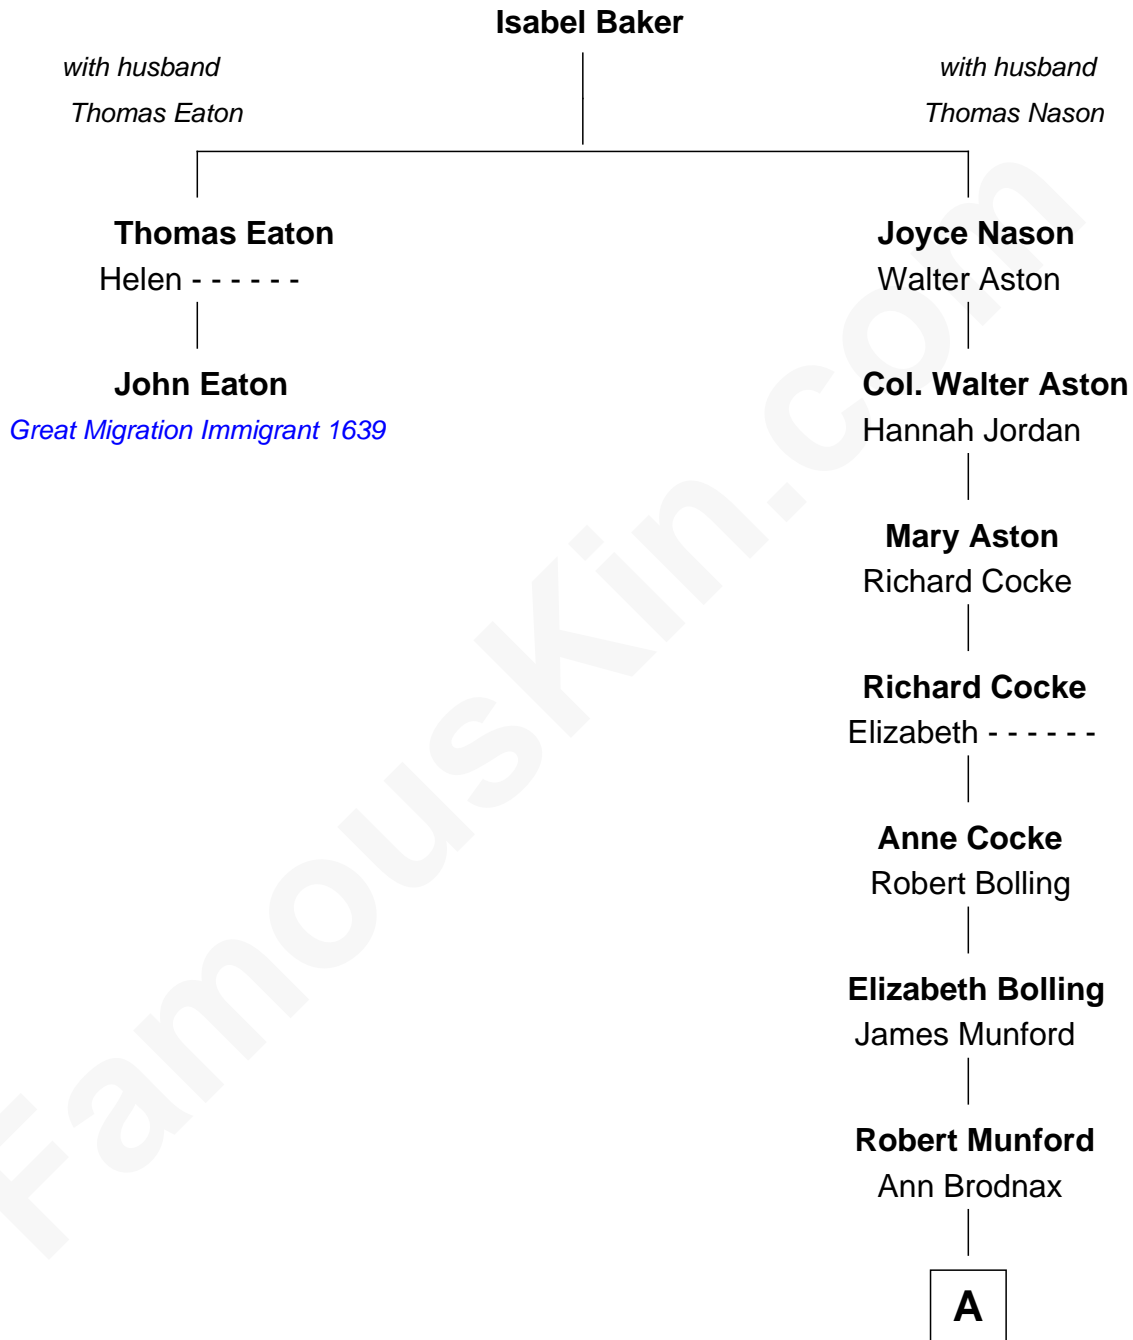 Isabel Baker
with husband
Thomas Eaton
with husband
Thomas Nason
Thomas Eaton
Helen - - - - - -
Joyce Nason
Walter Aston
John Eaton
Great Migration Immigrant 1639
Col. Walter Aston
Hannah Jordan
Mary Aston
Richard Cocke
Richard Cocke
Elizabeth - - - - - -
Anne Cocke
Robert Bolling
Elizabeth Bolling
James Munford
Robert Munford
Ann Brodnax
A
FamousKin.com